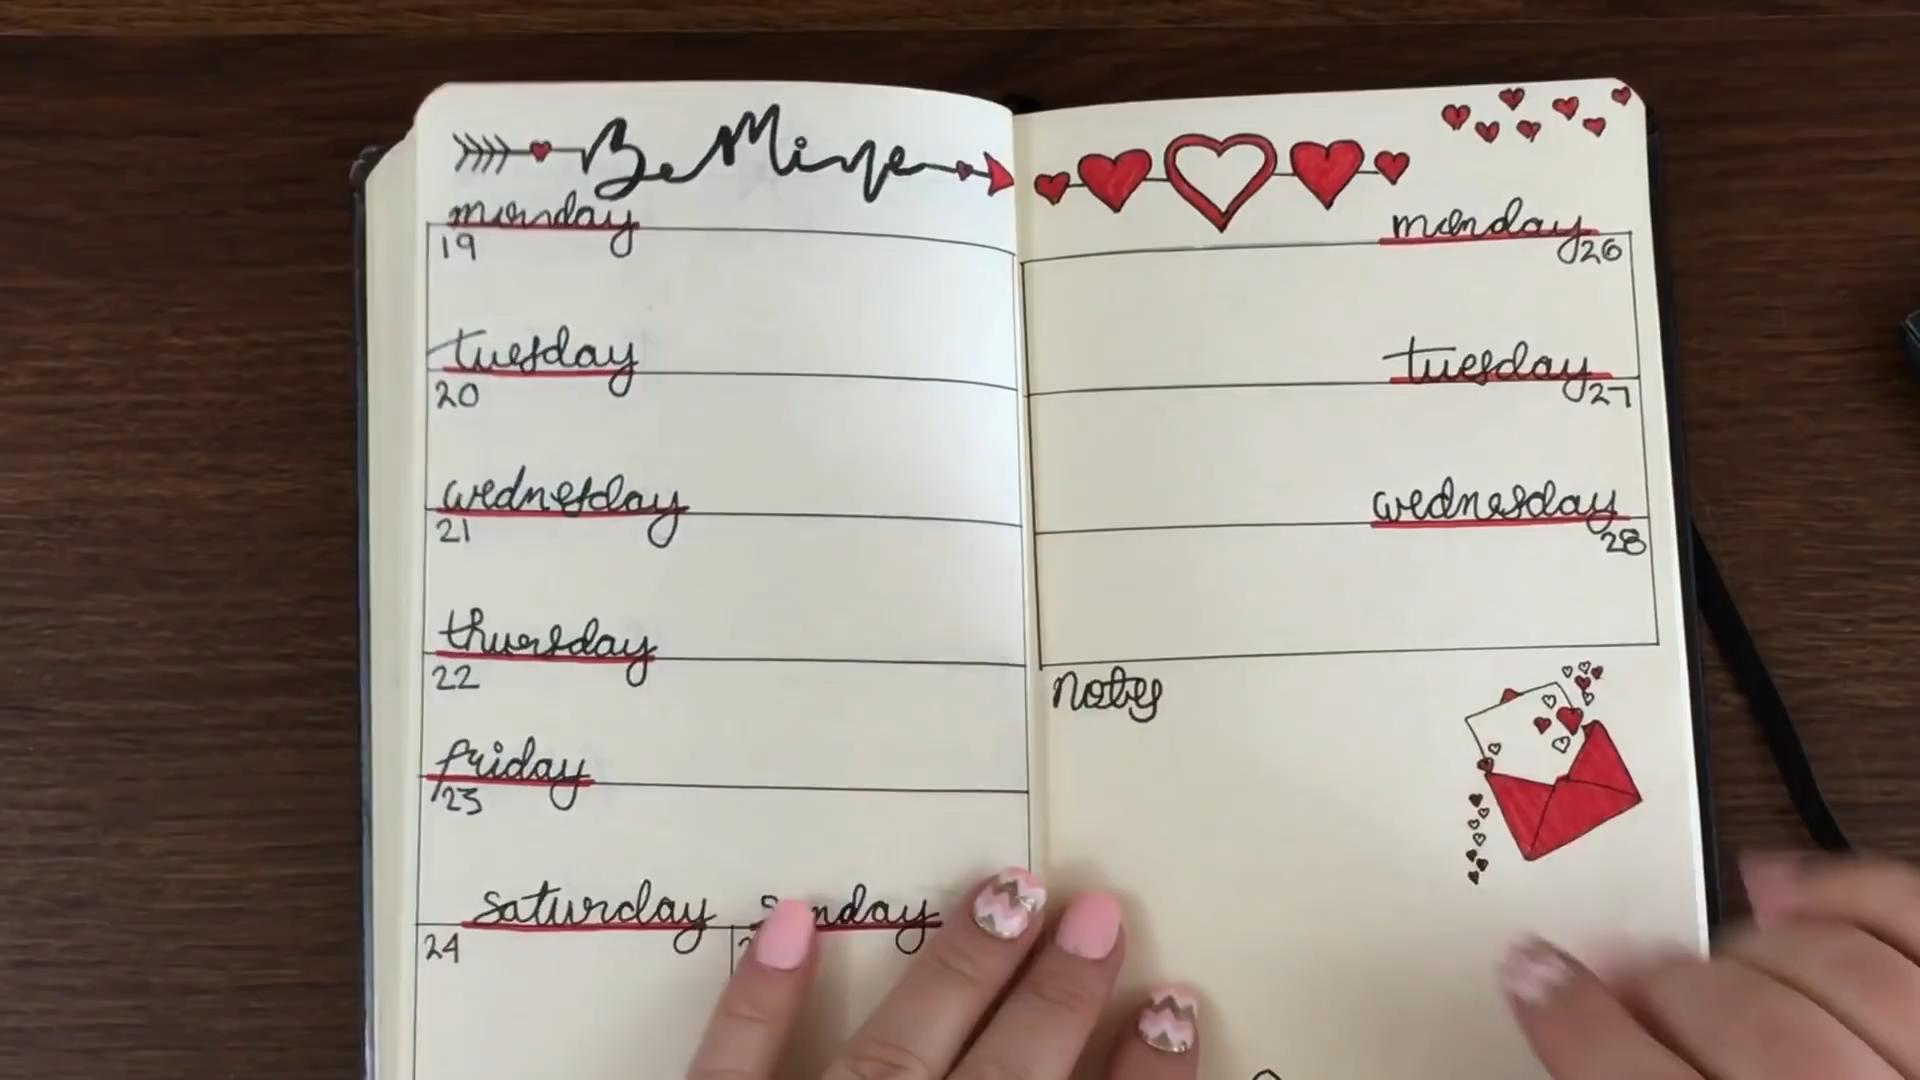 Be Mine
monday
19
tuesday
20
wednesday
21
thursday
22
friday
23
saturday sunday
24
monday
26
tuesday
27
wednesday
28
notes